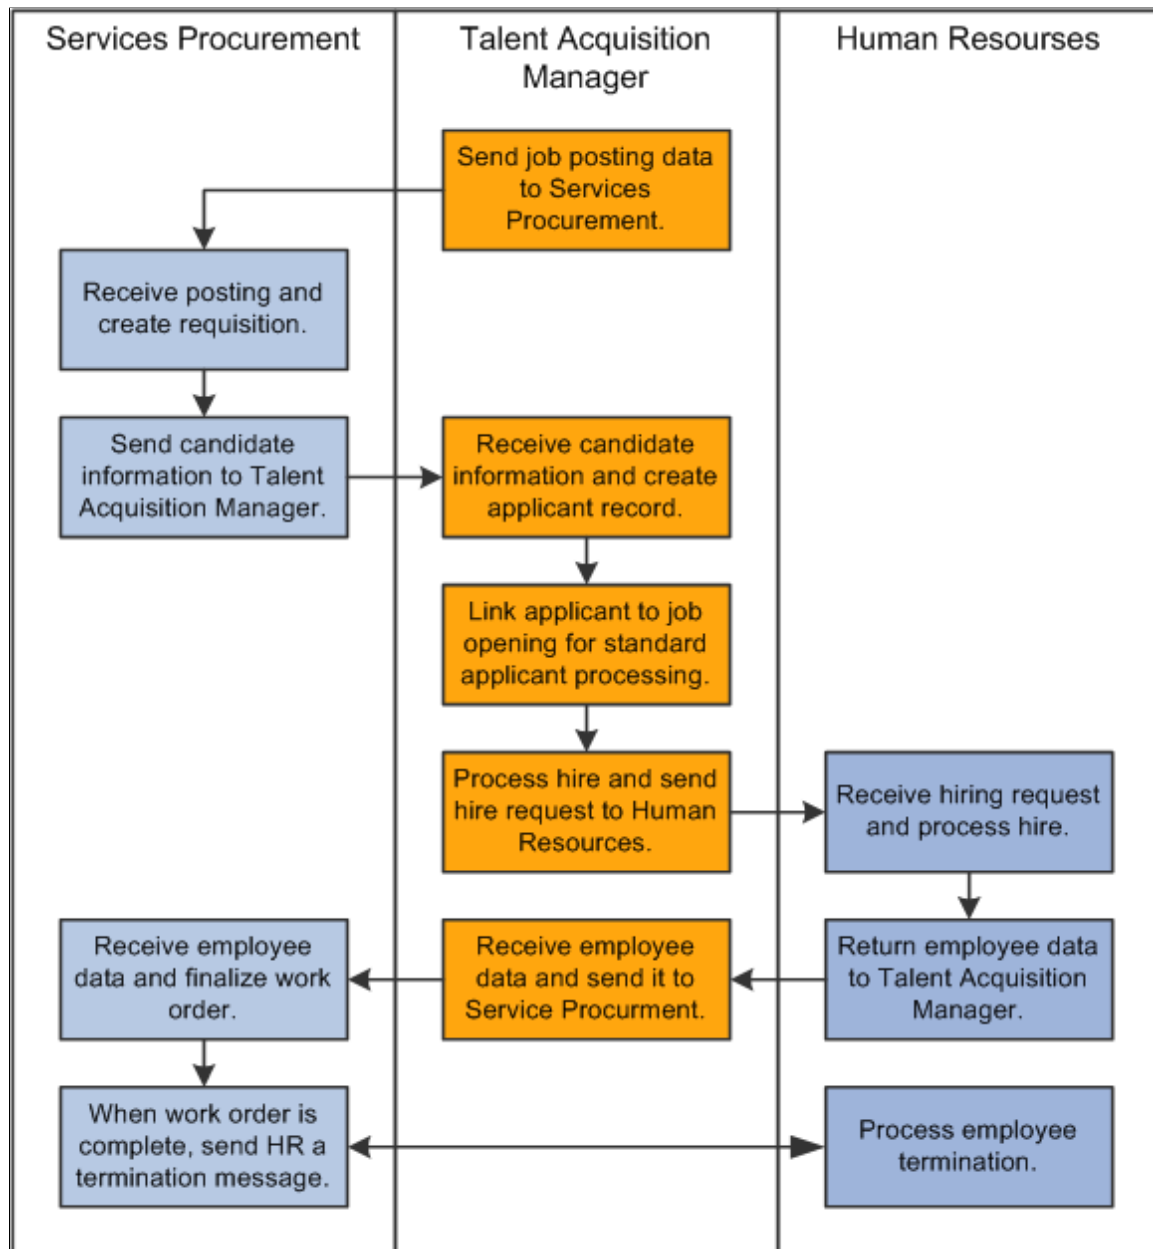 Services Procurement
Talent Acquisition
Manager
Human Resourses
Send job posting data
to Services
Procurement.
Receive posting and
create requisition.
Send candidate
information to Talent
Acquisition Manager.
Receive candidate
information and create
applicant record.
Link applicant to job
opening for standard
applicant processing.
Process hire and send
hire request to Human
Resources.
Receive hiring request
and process hire.
Return employee data
to Talent Acquisition
Manager.
Receive employee
data and send it to
Service Procurment.
Receive employee
data and finalize work
order.
When work order is
complete, send HR a
termination message.
Process employee
termination.